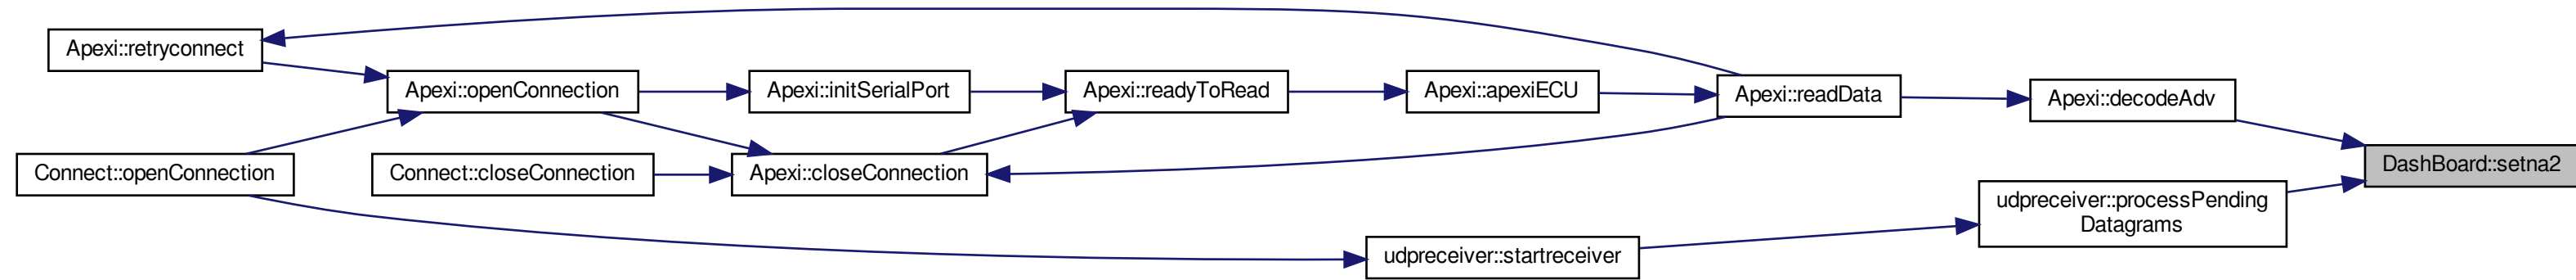 Apexi::retryconnect
Apexi::openConnection
Apexi::initSerialPort
Apexi::readyToRead
Apexi::apexiECU
Apexi::readData
Apexi::decodeAdv
DashBoard::setna2
Connect::openConnection
Connect::closeConnection
Apexi::closeConnection
udpreceiver::processPending
Datagrams
udpreceiver::startreceiver